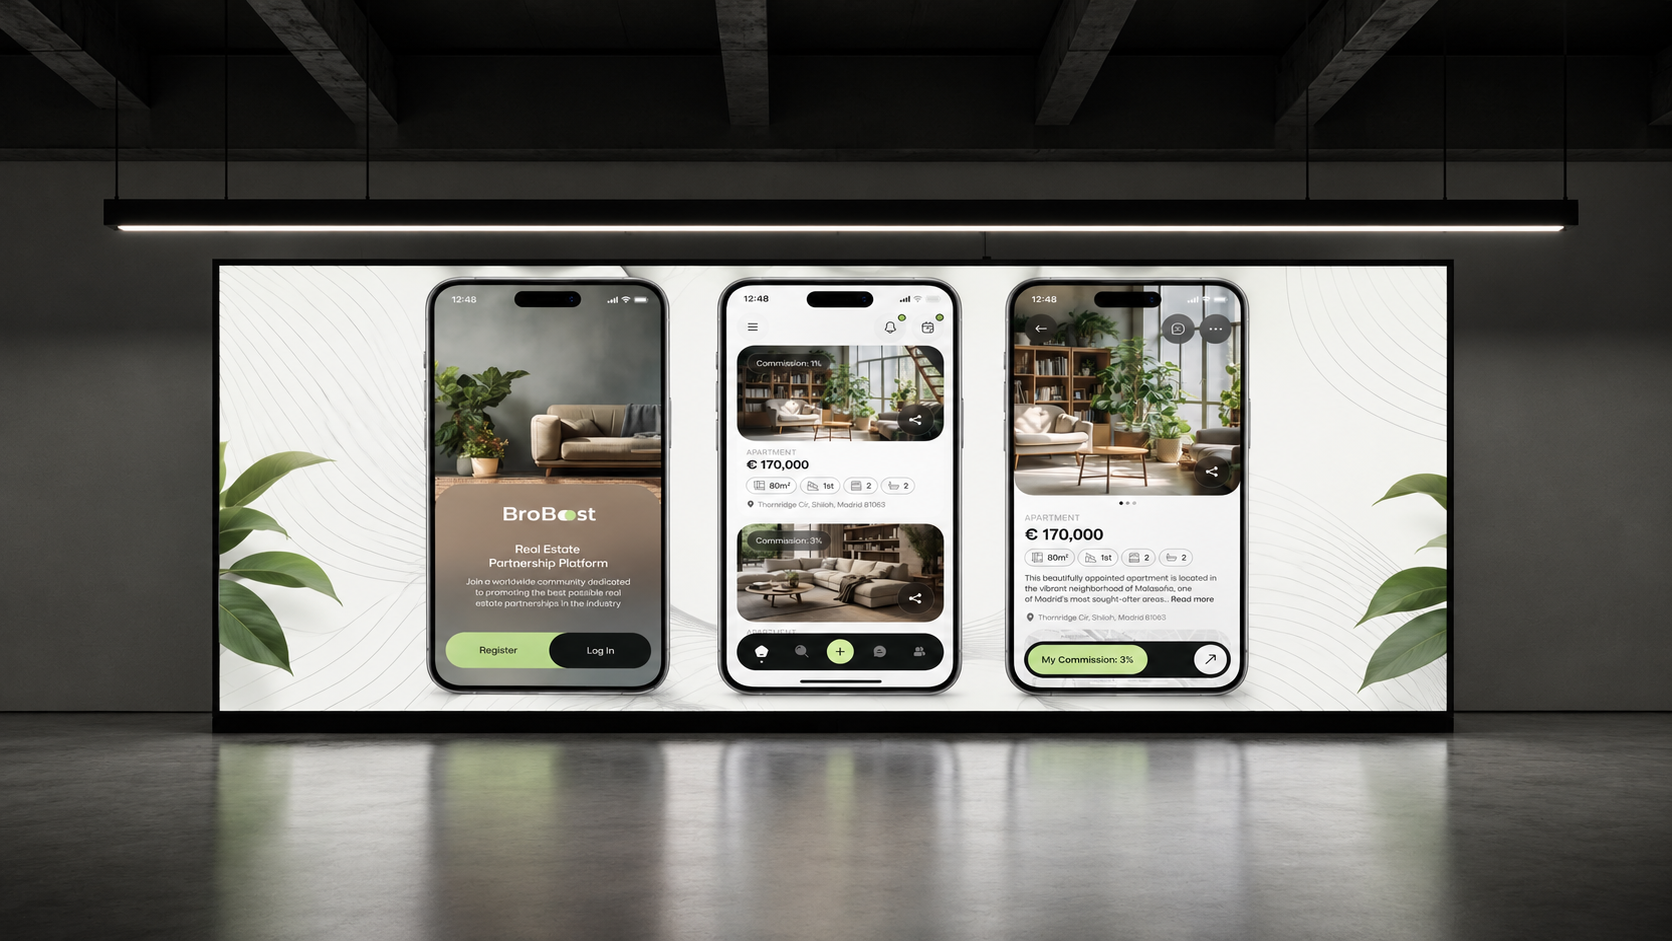 12:48
BroBoost
Real Estate
Partnership Platform
Join a worldwide community dedicated
to promoting the best possible real
estate partnerships in the industry
Register
Log In
12:48
Commission: 1%
APARTMENT
€ 170,000
80m²
1st
2
2
Thornridge Cir, Shiloh, Madrid 81063
Commission: 3%
APARTMENT
12:48
APARTMENT
€ 170,000
80m²
1st
2
2
This beautifully appointed apartment is located in
the vibrant neighborhood of Malasaña, one
of Madrid's most sought-after areas... Read more
Thornridge Cir, Shiloh, Madrid 81063
My Commission: 3%